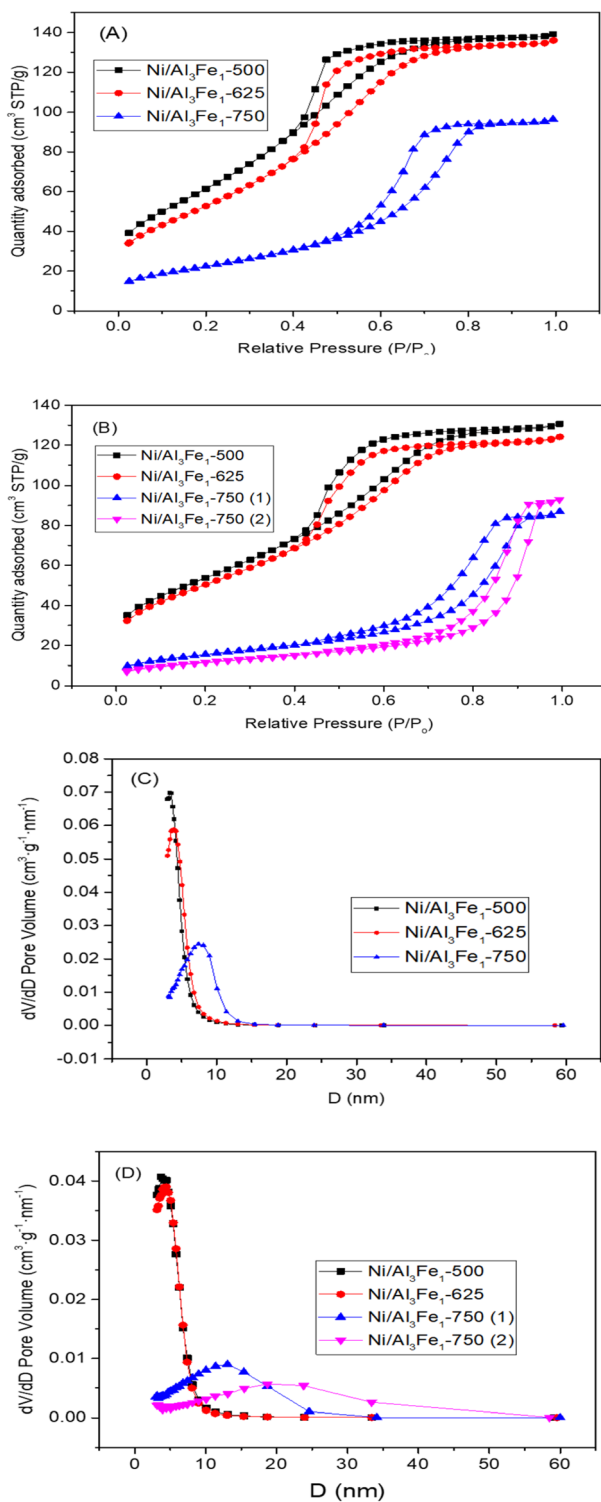 (A)
Ni/Al₃Fe₁-500
Ni/Al₃Fe₁-625
Ni/Al₃Fe₁-750
Quantity adsorbed (cm³ STP/g)
140
120
100
80
60
40
20
0
0.0 0.2 0.4 0.6 0.8 1.0
Relative Pressure (P/Pₒ)
(B)
Ni/Al₃Fe₁-500
Ni/Al₃Fe₁-625
Ni/Al₃Fe₁-750 (1)
Ni/Al₃Fe₁-750 (2)
Quantity adsorbed (cm³ STP/g)
140
120
100
80
60
40
20
0
0.0 0.2 0.4 0.6 0.8 1.0
Relative Pressure (P/Pₒ)
(C)
Ni/Al₃Fe₁-500
Ni/Al₃Fe₁-625
Ni/Al₃Fe₁-750
dV/dD Pore Volume (cm³·g⁻¹·nm⁻¹)
0.08
0.07
0.06
0.05
0.04
0.03
0.02
0.01
0.00
-0.01
0 10 20 30 40 50 60
D (nm)
(D)
Ni/Al₃Fe₁-500
Ni/Al₃Fe₁-625
Ni/Al₃Fe₁-750 (1)
Ni/Al₃Fe₁-750 (2)
dV/dD Pore Volume (cm³·g⁻¹·nm⁻¹)
0.04
0.03
0.02
0.01
0.00
0 10 20 30 40 50 60
D (nm)